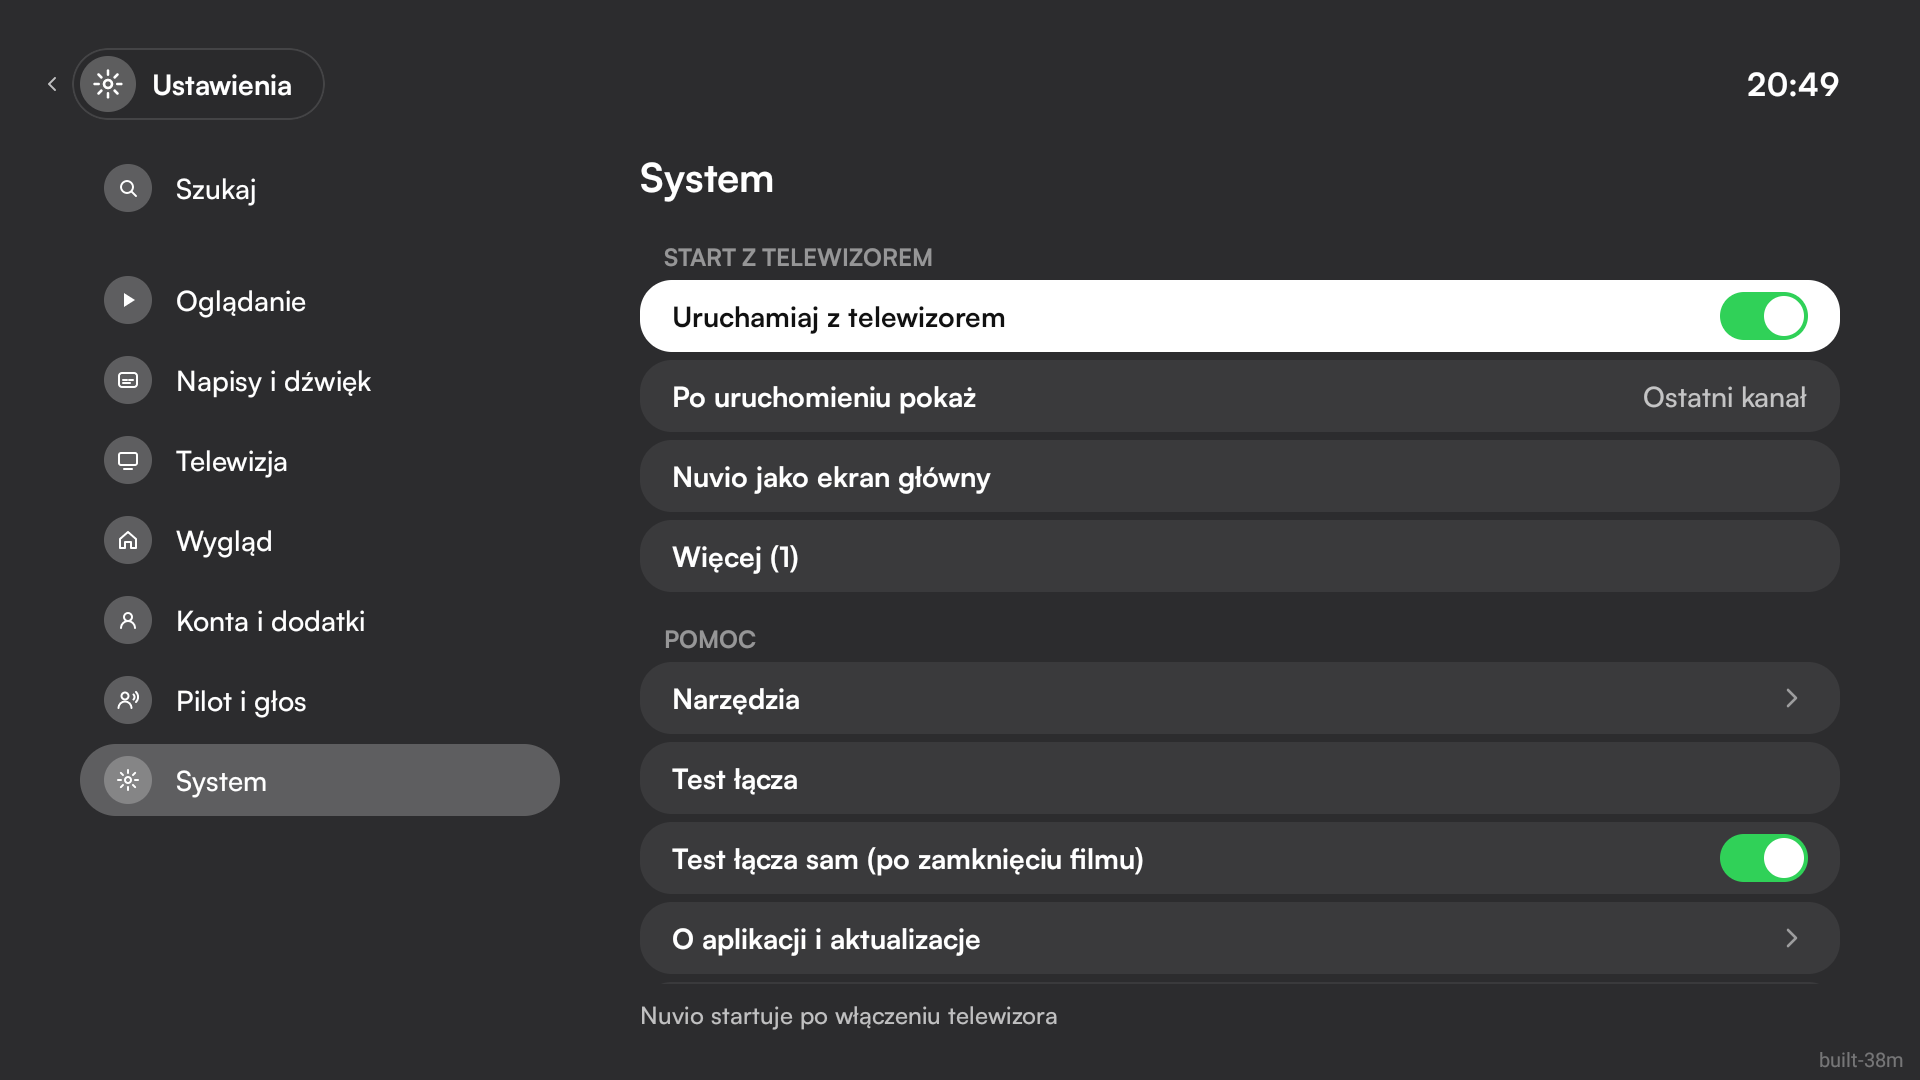 Ustawienia
20:49
Szukaj
Oglądanie
Napisy i dźwięk
Telewizja
Wygląd
Konta i dodatki
Pilot i głos
System
System
START Z TELEWIZOREM
Uruchamiaj z telewizorem
Po uruchomieniu pokaż
Ostatni kanał
Nuvio jako ekran główny
Więcej (1)
POMOC
Narzędzia
Test łącza
Test łącza sam (po zamknięciu filmu)
O aplikacji i aktualizacje
Nuvio startuje po włączeniu telewizora
built-38m